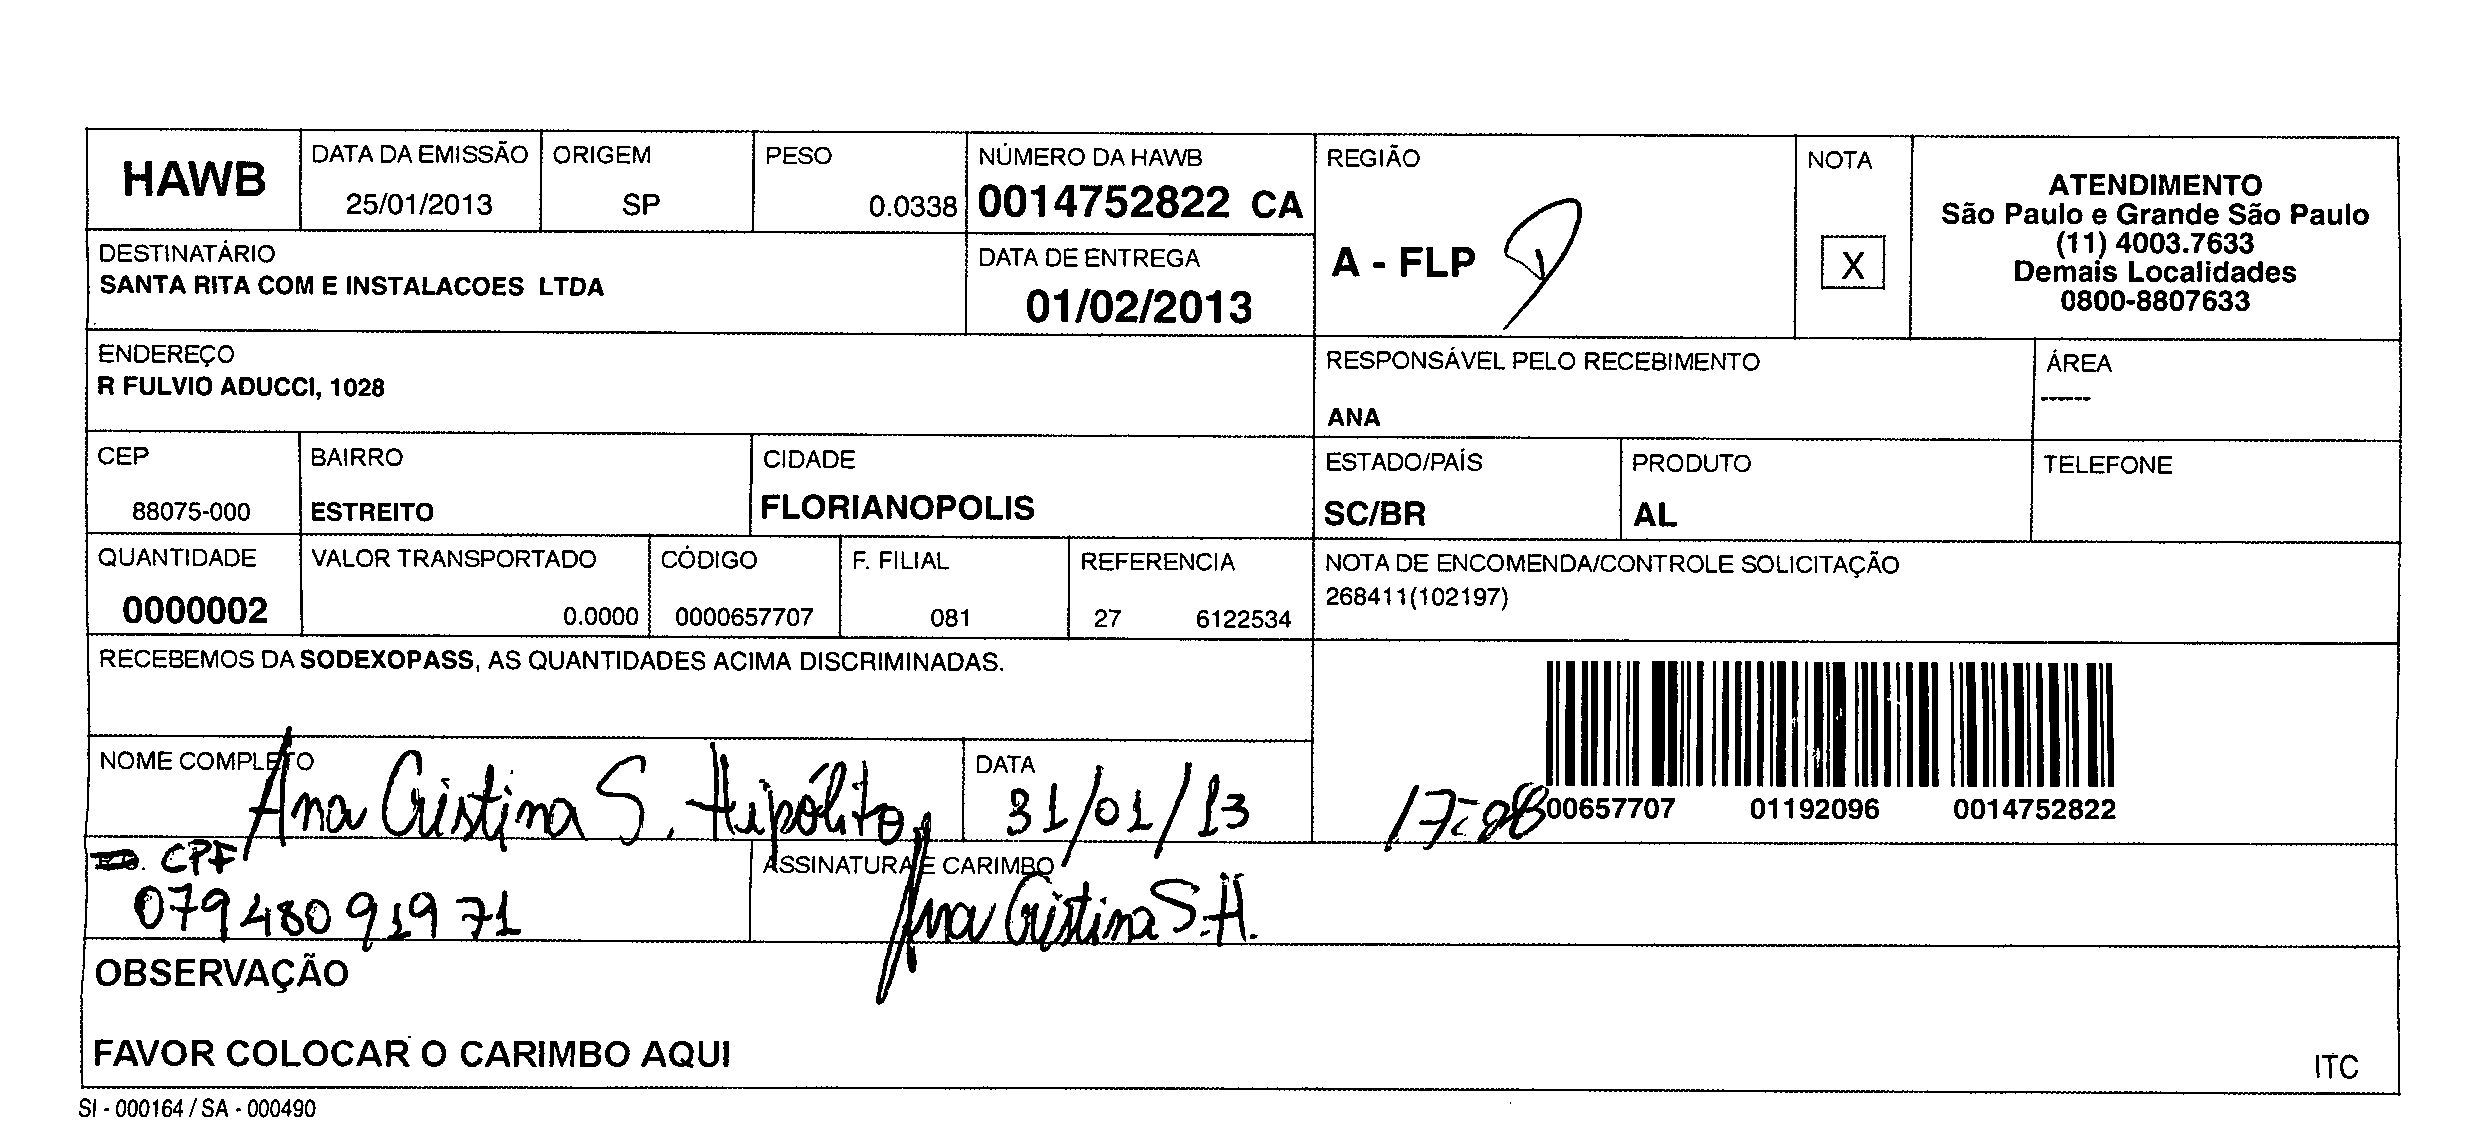 HAWB
DATA DA EMISSÃO
25/01/2013
ORIGEM
SP
PESO
0.0338
NÚMERO DA HAWB
0014752822 CA
REGIÃO
A - FLP
NOTA
X
ATENDIMENTO
São Paulo e Grande São Paulo
(11) 4003.7633
Demais Localidades
0800-8807633
DESTINATÁRIO
SANTA RITA COM E INSTALACOES LTDA
DATA DE ENTREGA
01/02/2013
ENDEREÇO
R FULVIO ADUCCI, 1028
RESPONSÁVEL PELO RECEBIMENTO
ANA
ÁREA
------
CEP
88075-000
BAIRRO
ESTREITO
CIDADE
FLORIANOPOLIS
ESTADO/PAÍS
SC/BR
PRODUTO
AL
TELEFONE
QUANTIDADE
0000002
VALOR TRANSPORTADO
0.0000
CÓDIGO
0000657707
F. FILIAL
081
REFERENCIA
27 6122534
NOTA DE ENCOMENDA/CONTROLE SOLICITAÇÃO
268411(102197)
RECEBEMOS DA SODEXOPASS, AS QUANTIDADES ACIMA DISCRIMINADAS.
NOME COMPLETO
Ana Cristina S. Hipólito
DATA
31/01/13
00657707 01192096 0014752822
CPF
07948091971
ASSINATURA E CARIMBO
Ana Cristina S.H.
OBSERVAÇÃO
FAVOR COLOCAR O CARIMBO AQUI
ITC
SI - 000164 / SA - 000490